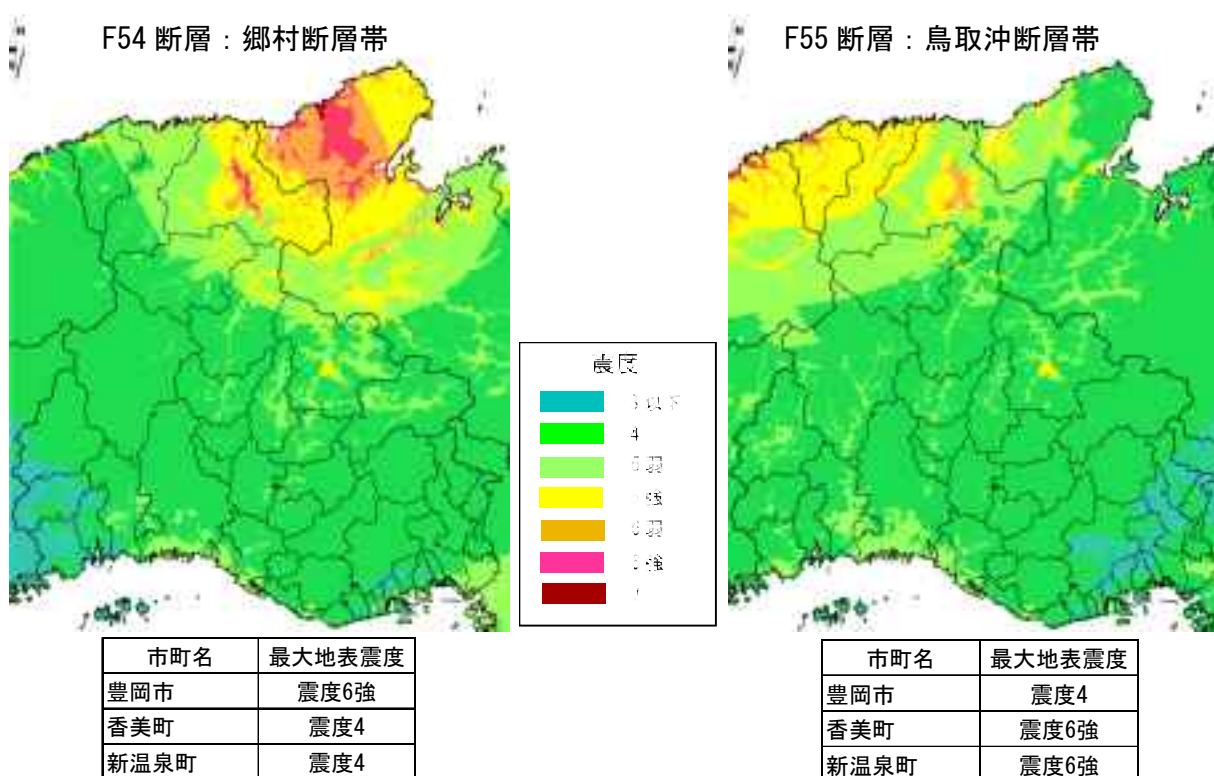 F54 断層：郷村断層帯
F55 断層：鳥取沖断層帯
震度
4
市町名 最大地表震度
豊岡市 震度6強
香美町 震度4
新温泉町 震度4
市町名 最大地表震度
豊岡市 震度4
香美町 震度6強
新温泉町 震度6強